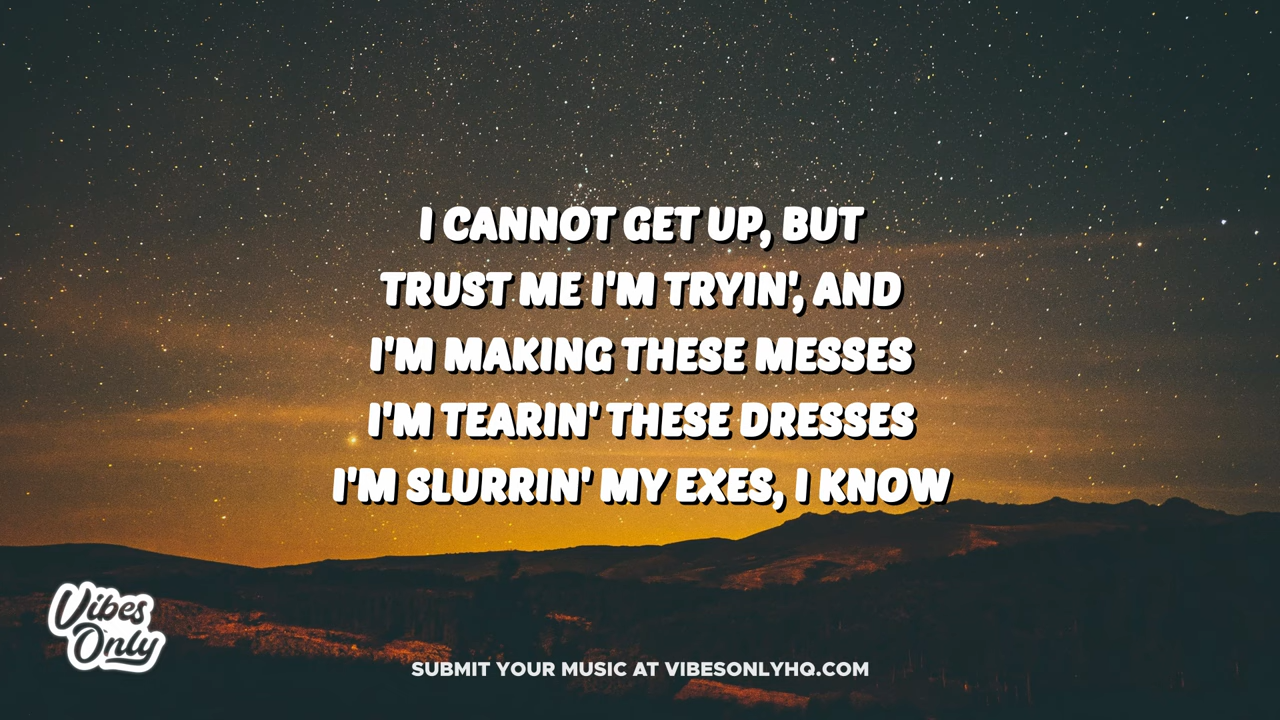 I CANNOT GET UP, BUT
TRUST ME I'M TRYIN', AND
I'M MAKING THESE MESSES
I'M TEARIN' THESE DRESSES
I'M SLURRIN' MY EXES, I KNOW
Vibes
Only
SUBMIT YOUR MUSIC AT VIBESONLYHQ.COM